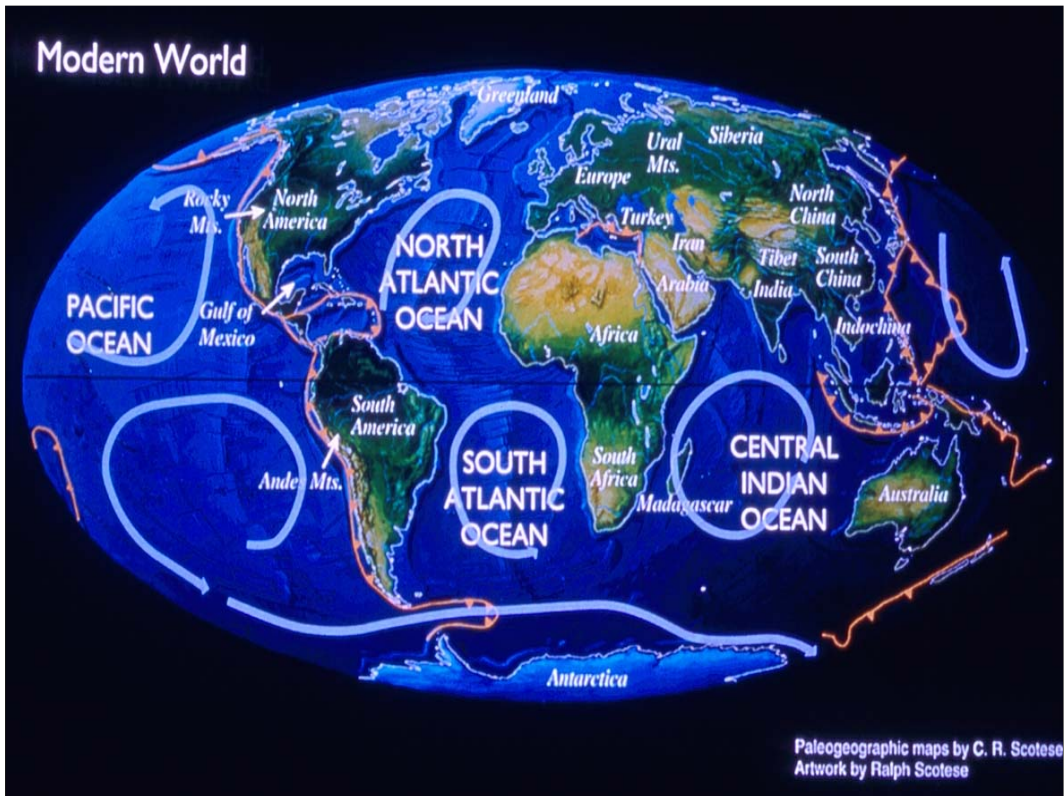 Modern World
Greenland
Ural
Mts.
Siberia
Europe
Rocky
Mts.
North
America
North
China
Turkey
NORTH
ATLANTIC
OCEAN
Iran
Tibet
South
China
Arabia
India
PACIFIC
OCEAN
Gulf of
Mexico
Africa
Indochina
South
America
SOUTH
ATLANTIC
OCEAN
South
Africa
CENTRAL
INDIAN
OCEAN
Andes Mts.
Madagascar
Australia
Antarctica
Paleogeographic maps by C. R. Scotese
Artwork by Ralph Scotese